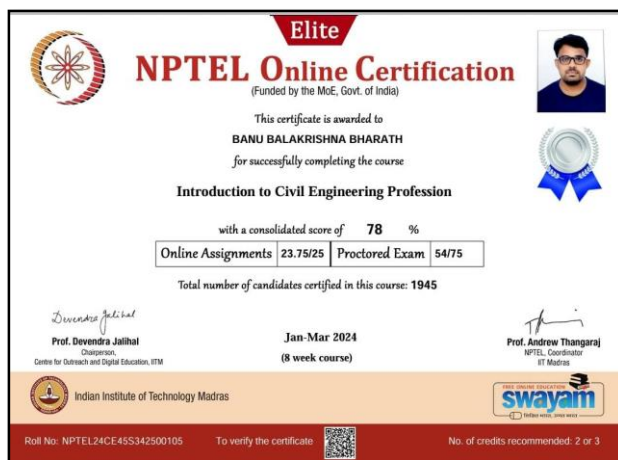 Elite
NPTEL Online Certification
(Funded by the MoE, Govt. of India)
This certificate is awarded to
BANU BALAKRISHNA BHARATH
for successfully completing the course
Introduction to Civil Engineering Profession
with a consolidated score of 78 %
Online Assignments 23.75/25 Proctored Exam 54/75
Total number of candidates certified in this course: 1945
Devendra Jalihal
Prof. Devendra Jalihal
Chairperson,
Centre for Outreach and Digital Education, IITM
Jan-Mar 2024
(8 week course)
Prof. Andrew Thangaraj
NPTEL, Coordinator
IIT Madras
Indian Institute of Technology Madras
FREE ONLINE EDUCATION
swayam
शिक्षित भारत, उन्नत भारत
Roll No: NPTEL24CE45S342500105 To verify the certificate No. of credits recommended: 2 or 3